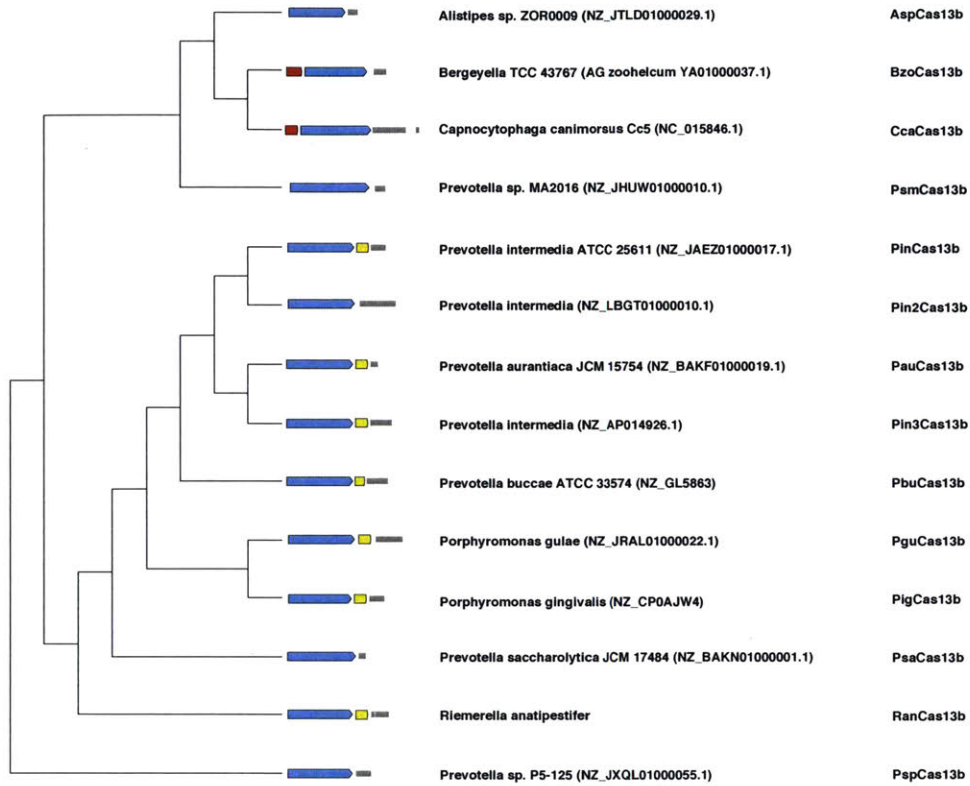 Alistipes sp. ZOR0009 (NZ_JTLD01000029.1) AspCas13b
Bergeyella TCC 43767 (AG zoohelcum YA01000037.1) BzoCas13b
Capnocytophaga canimorsus Cc5 (NC_015846.1) CcaCas13b
Prevotella sp. MA2016 (NZ_JHUW01000010.1) PsmCas13b
Prevotella intermedia ATCC 25611 (NZ_JAEZ01000017.1) PinCas13b
Prevotella intermedia (NZ_LBGT01000010.1) Pin2Cas13b
Prevotella aurantiaca JCM 15754 (NZ_BAKF01000019.1) PauCas13b
Prevotella intermedia (NZ_AP014926.1) Pin3Cas13b
Prevotella buccae ATCC 33574 (NZ_GL5863) PbuCas13b
Porphyromonas gulae (NZ_JRAL01000022.1) PguCas13b
Porphyromonas gingivalis (NZ_CP0AJW4) PigCas13b
Prevotella saccharolytica JCM 17484 (NZ_BAKN01000001.1) PsaCas13b
Riemerella anatipestifer RanCas13b
Prevotella sp. P5-125 (NZ_JXQL01000055.1) PspCas13b